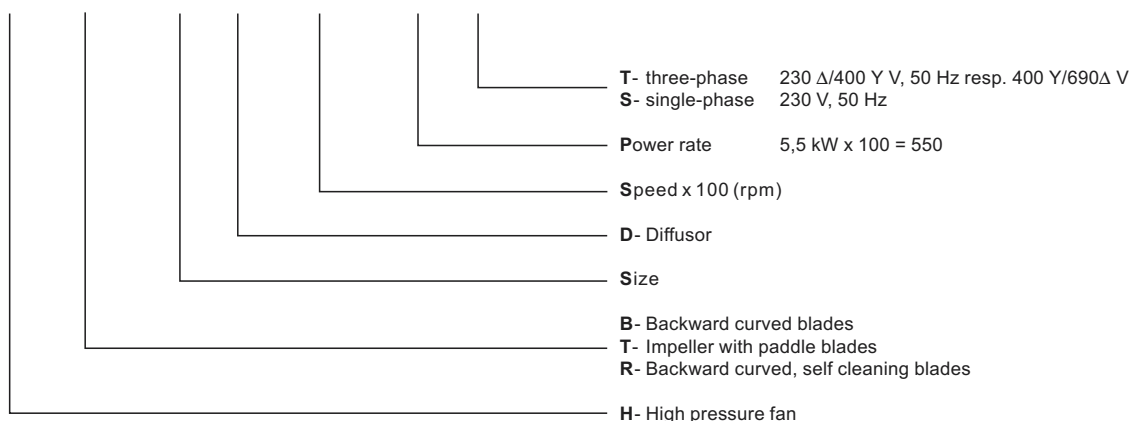 T- three-phase 230 Δ/400 Y V, 50 Hz resp. 400 Y/690Δ V
S- single-phase 230 V, 50 Hz
Power rate 5,5 kW x 100 = 550
Speed x 100 (rpm)
D- Diffusor
Size
B- Backward curved blades
T- Impeller with paddle blades
R- Backward curved, self cleaning blades
H- High pressure fan